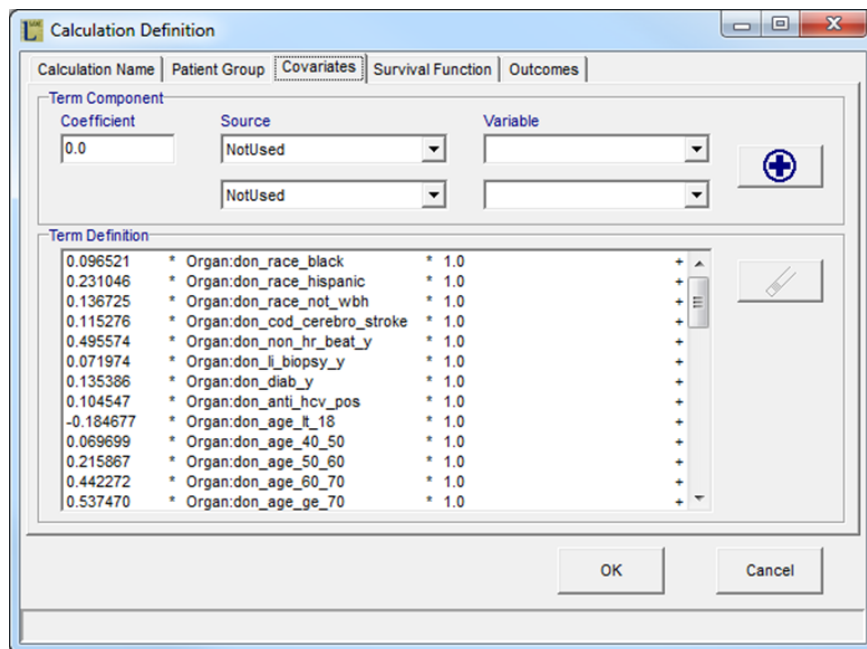 Calculation Definition
Calculation Name Patient Group Covariates Survival Function Outcomes
Term Component
Coefficient Source Variable
0.0 NotUsed
NotUsed
Term Definition
0.096521 * Organ:don_race_black * 1.0 +
0.231046 * Organ:don_race_hispanic * 1.0 +
0.136725 * Organ:don_race_not_wbh * 1.0 +
0.115276 * Organ:don_cod_cerebro_stroke * 1.0 +
0.495574 * Organ:don_non_hr_beat_y * 1.0 +
0.071974 * Organ:don_li_biopsy_y * 1.0 +
0.135386 * Organ:don_diab_y * 1.0 +
0.104547 * Organ:don_anti_hcv_pos * 1.0 +
-0.184677 * Organ:don_age_lt_18 * 1.0 +
0.069699 * Organ:don_age_40_50 * 1.0 +
0.215867 * Organ:don_age_50_60 * 1.0 +
0.442272 * Organ:don_age_60_70 * 1.0 +
0.537470 * Organ:don_age_ge_70 * 1.0 +
OK Cancel